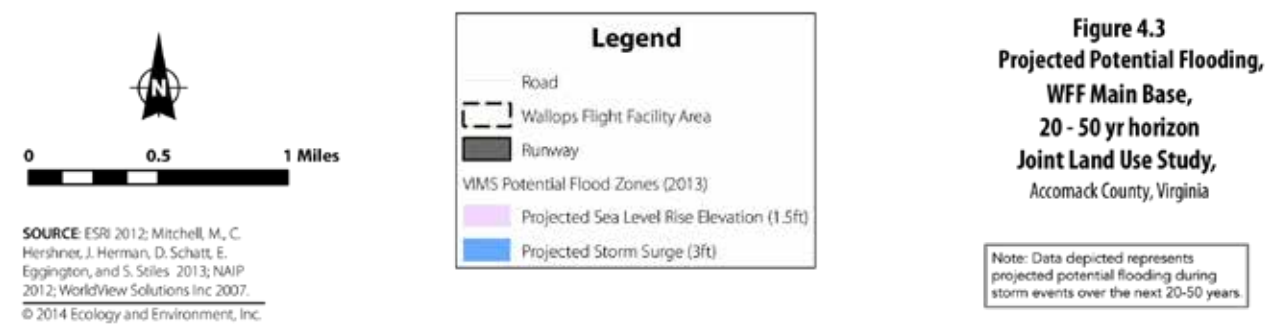 N
0 0.5 1 Miles
SOURCE: ESRI 2012; Mitchell, M., C.
Hershner, J. Herman, D. Schatt, E.
Eggington, and S. Stiles 2013; NAIP
2012; WorldView Solutions Inc 2007.
© 2014 Ecology and Environment, Inc.
Legend
Road
Wallops Flight Facility Area
Runway
VIMS Potential Flood Zones (2013)
Projected Sea Level Rise Elevation (1.5ft)
Projected Storm Surge (3ft)
Figure 4.3
Projected Potential Flooding,
WFF Main Base,
20 - 50 yr horizon
Joint Land Use Study,
Accomack County, Virginia
Note: Data depicted represents
projected potential flooding during
storm events over the next 20-50 years.